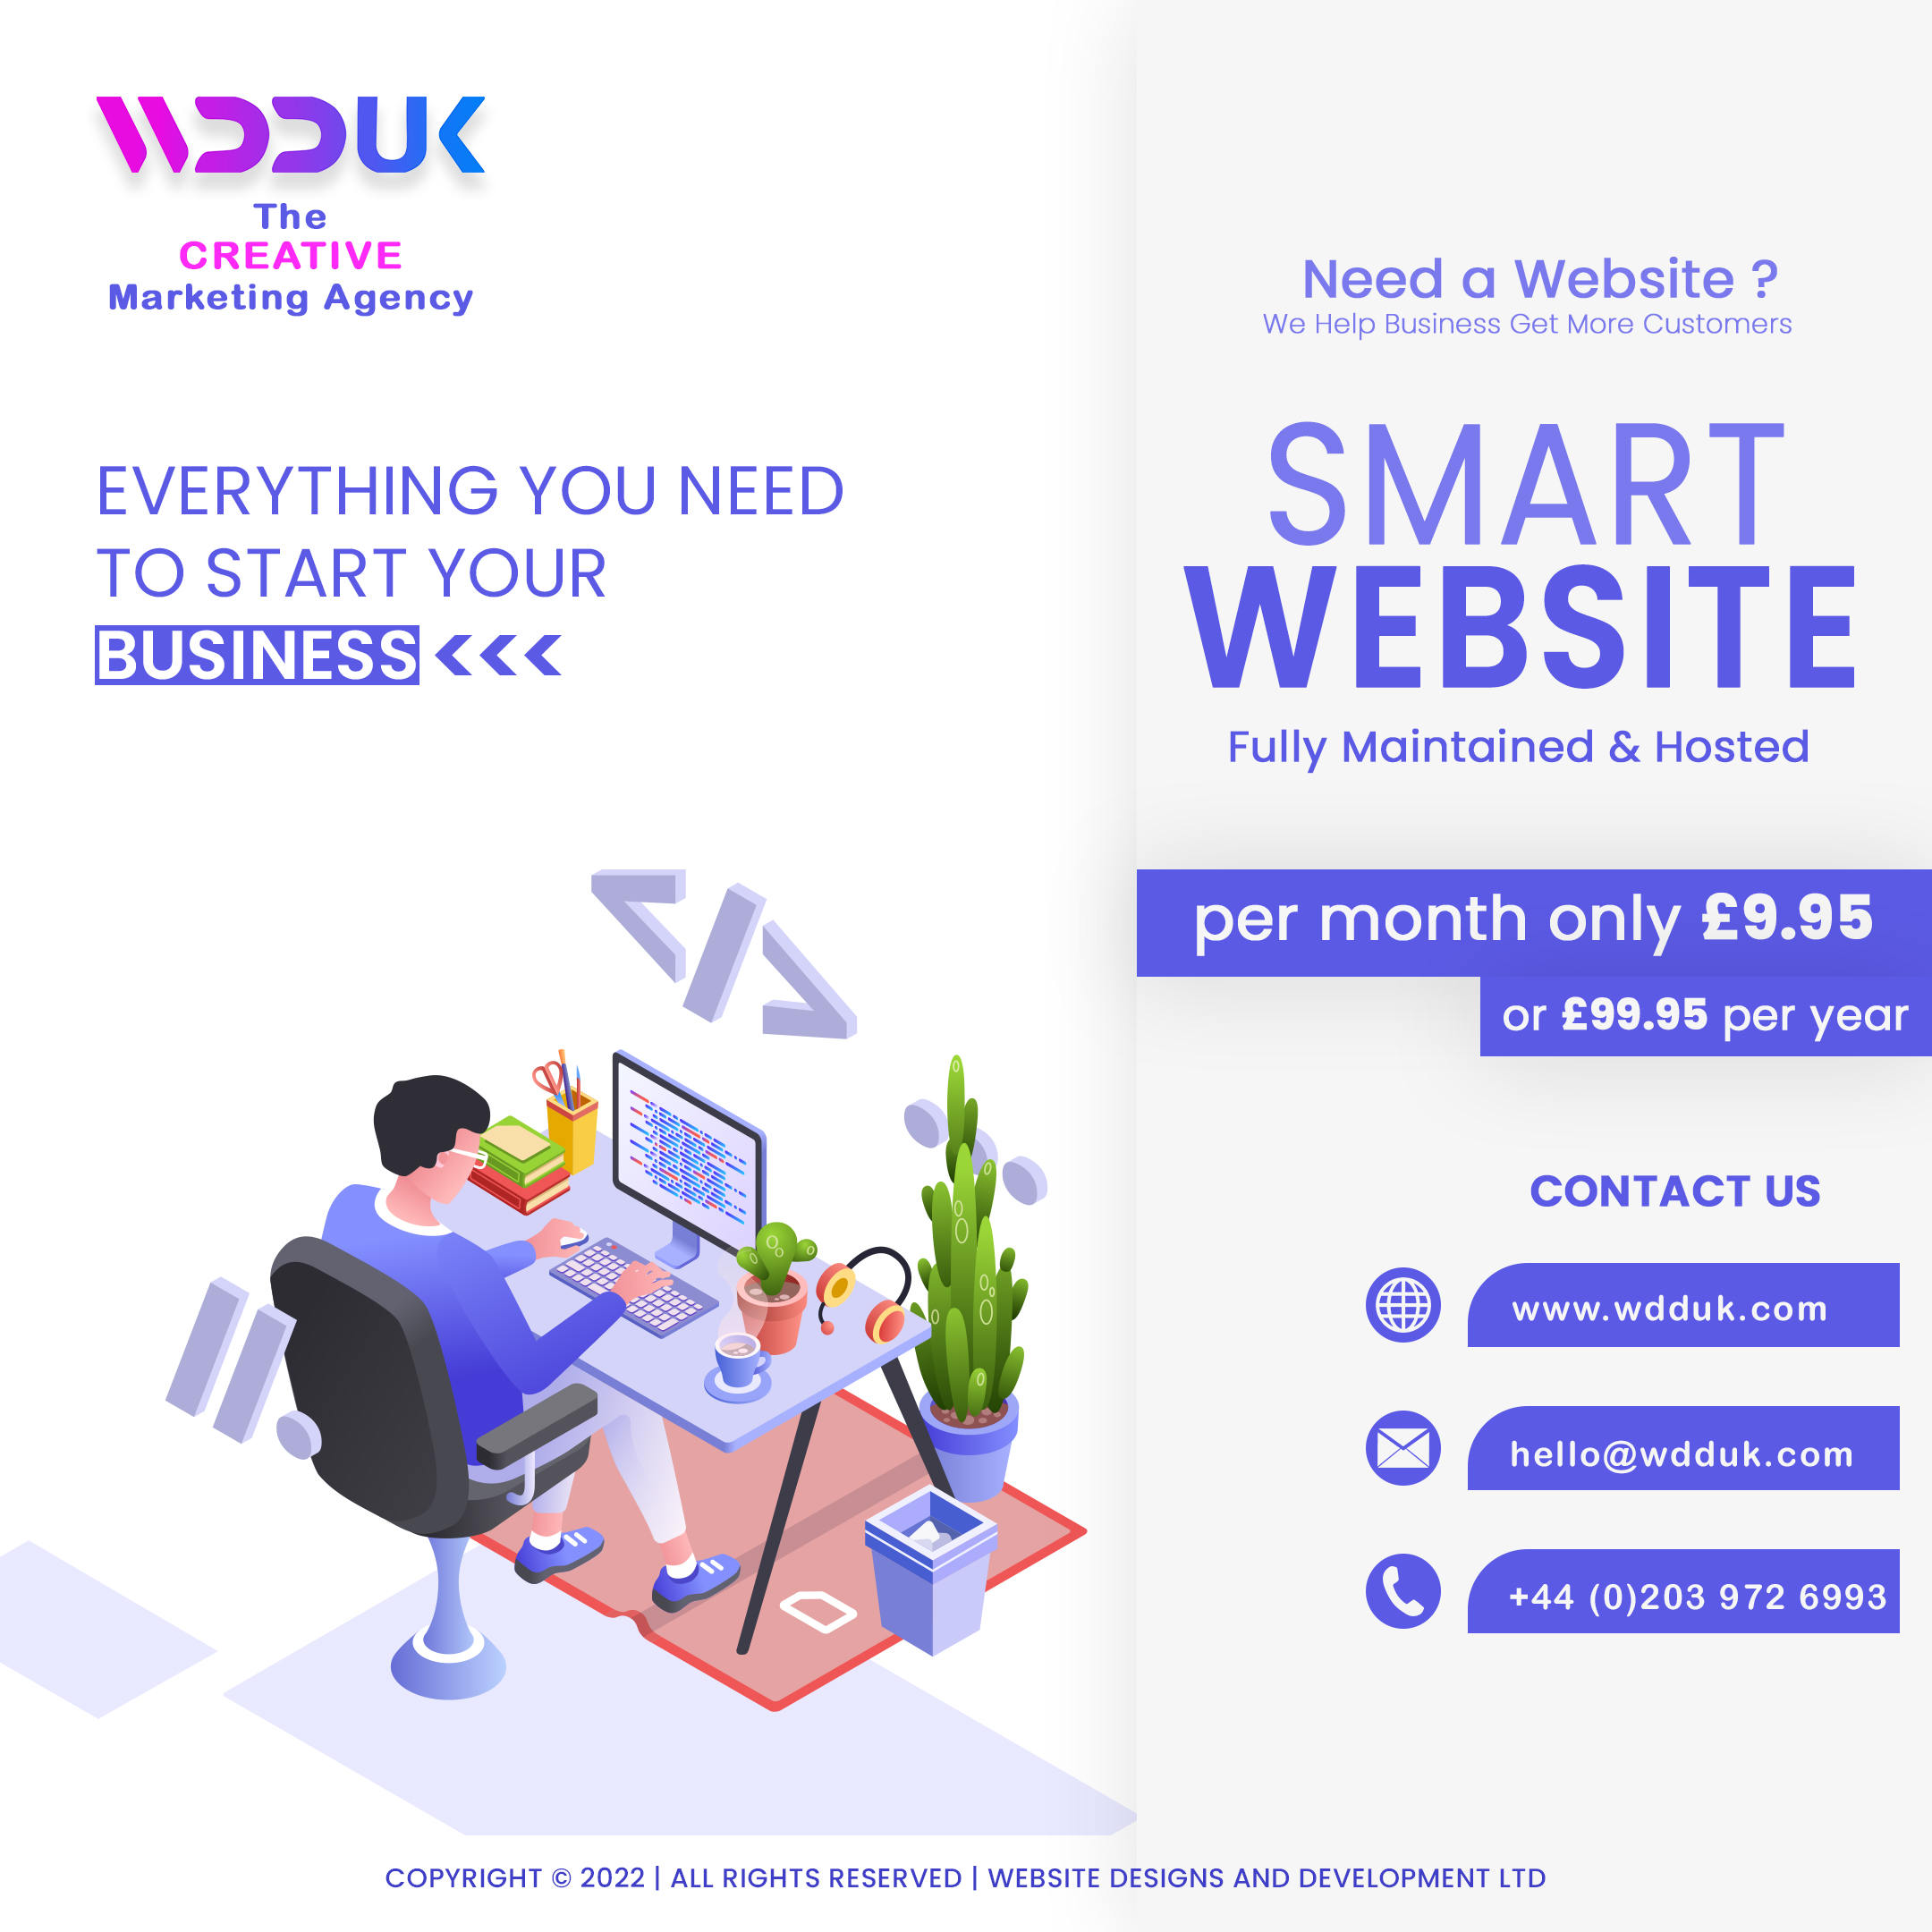 WDDUK
The
CREATIVE
Marketing Agency
EVERYTHING YOU NEED
TO START YOUR
BUSINESS
Need a Website ?
We Help Business Get More Customers
SMART
WEBSITE
Fully Maintained & Hosted
per month only £9.95
or £99.95 per year
CONTACT US
www.wdduk.com
hello@wdduk.com
+44 (0)203 972 6993
COPYRIGHT © 2022 | ALL RIGHTS RESERVED | WEBSITE DESIGNS AND DEVELOPMENT LTD